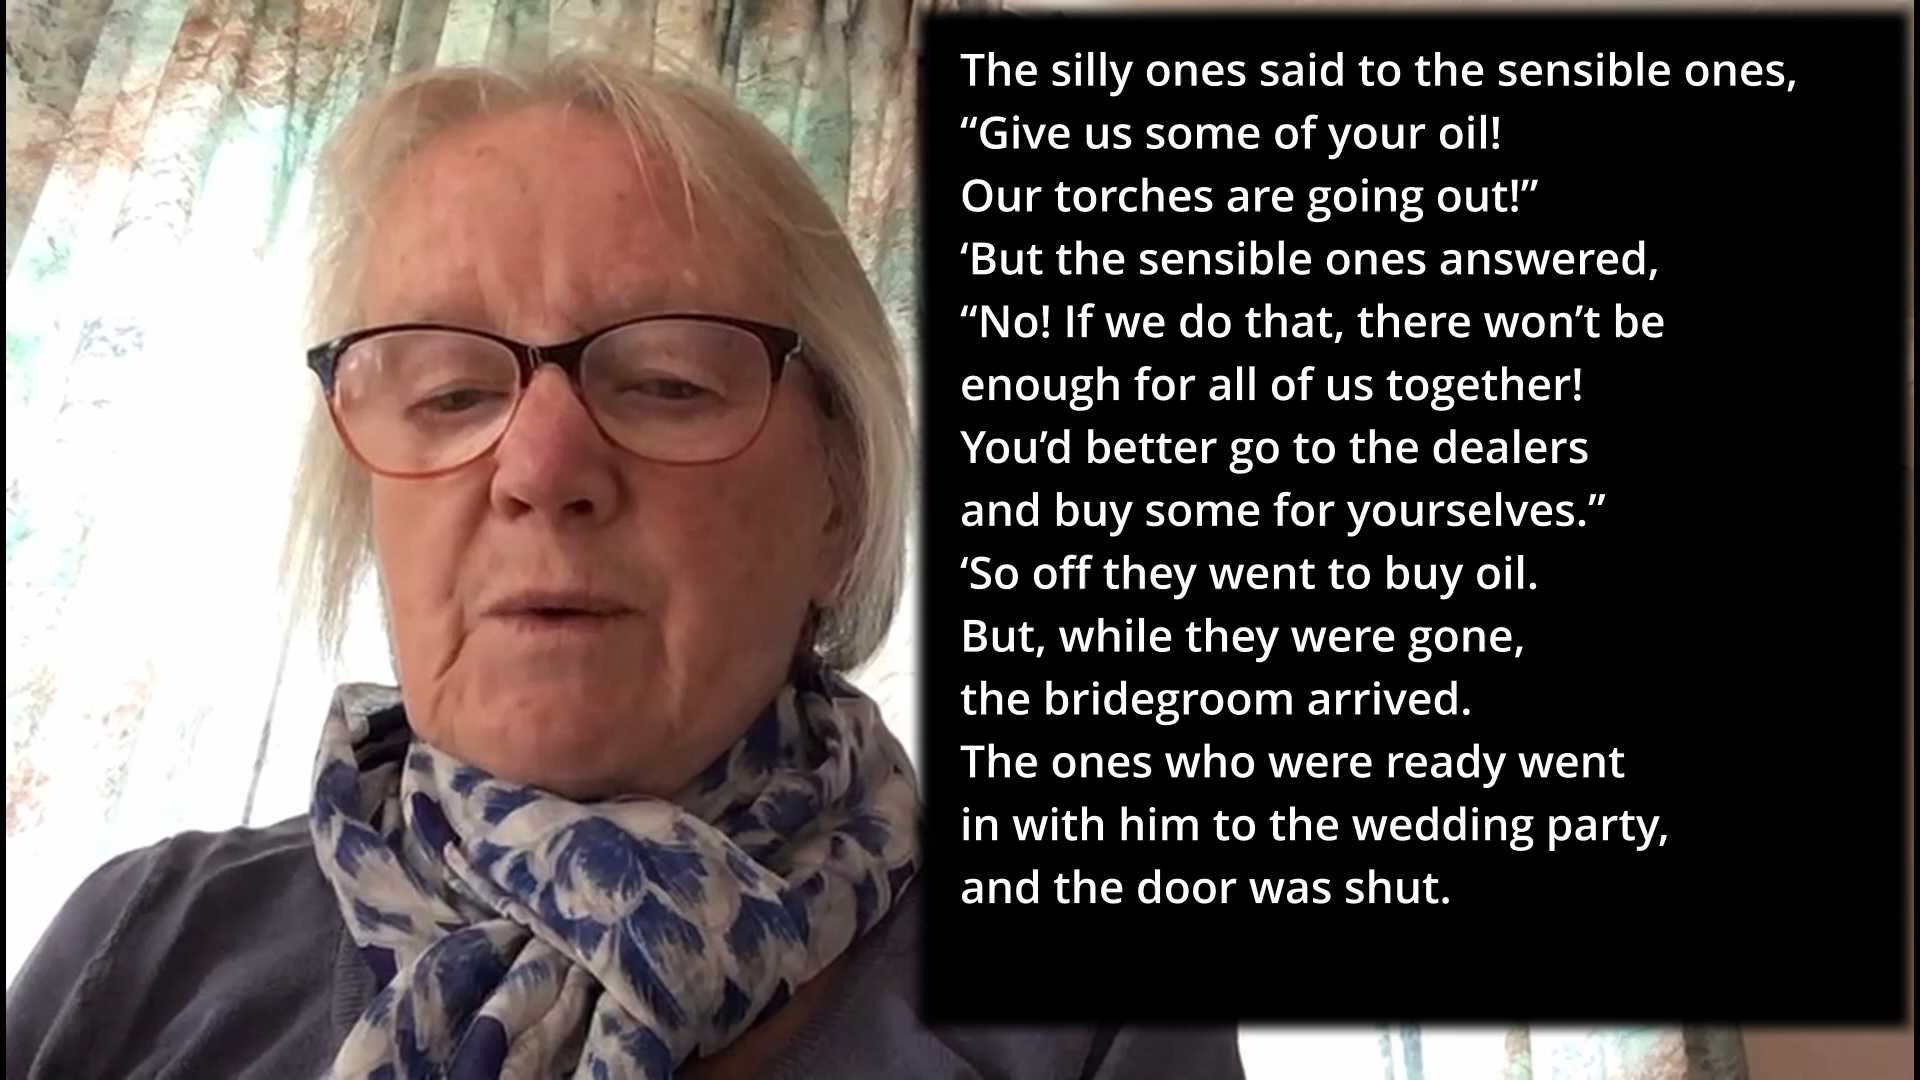 The silly ones said to the sensible ones,
“Give us some of your oil!
Our torches are going out!”
‘But the sensible ones answered,
“No! If we do that, there won’t be
enough for all of us together!
You’d better go to the dealers
and buy some for yourselves.”
‘So off they went to buy oil.
But, while they were gone,
the bridegroom arrived.
The ones who were ready went
in with him to the wedding party,
and the door was shut.